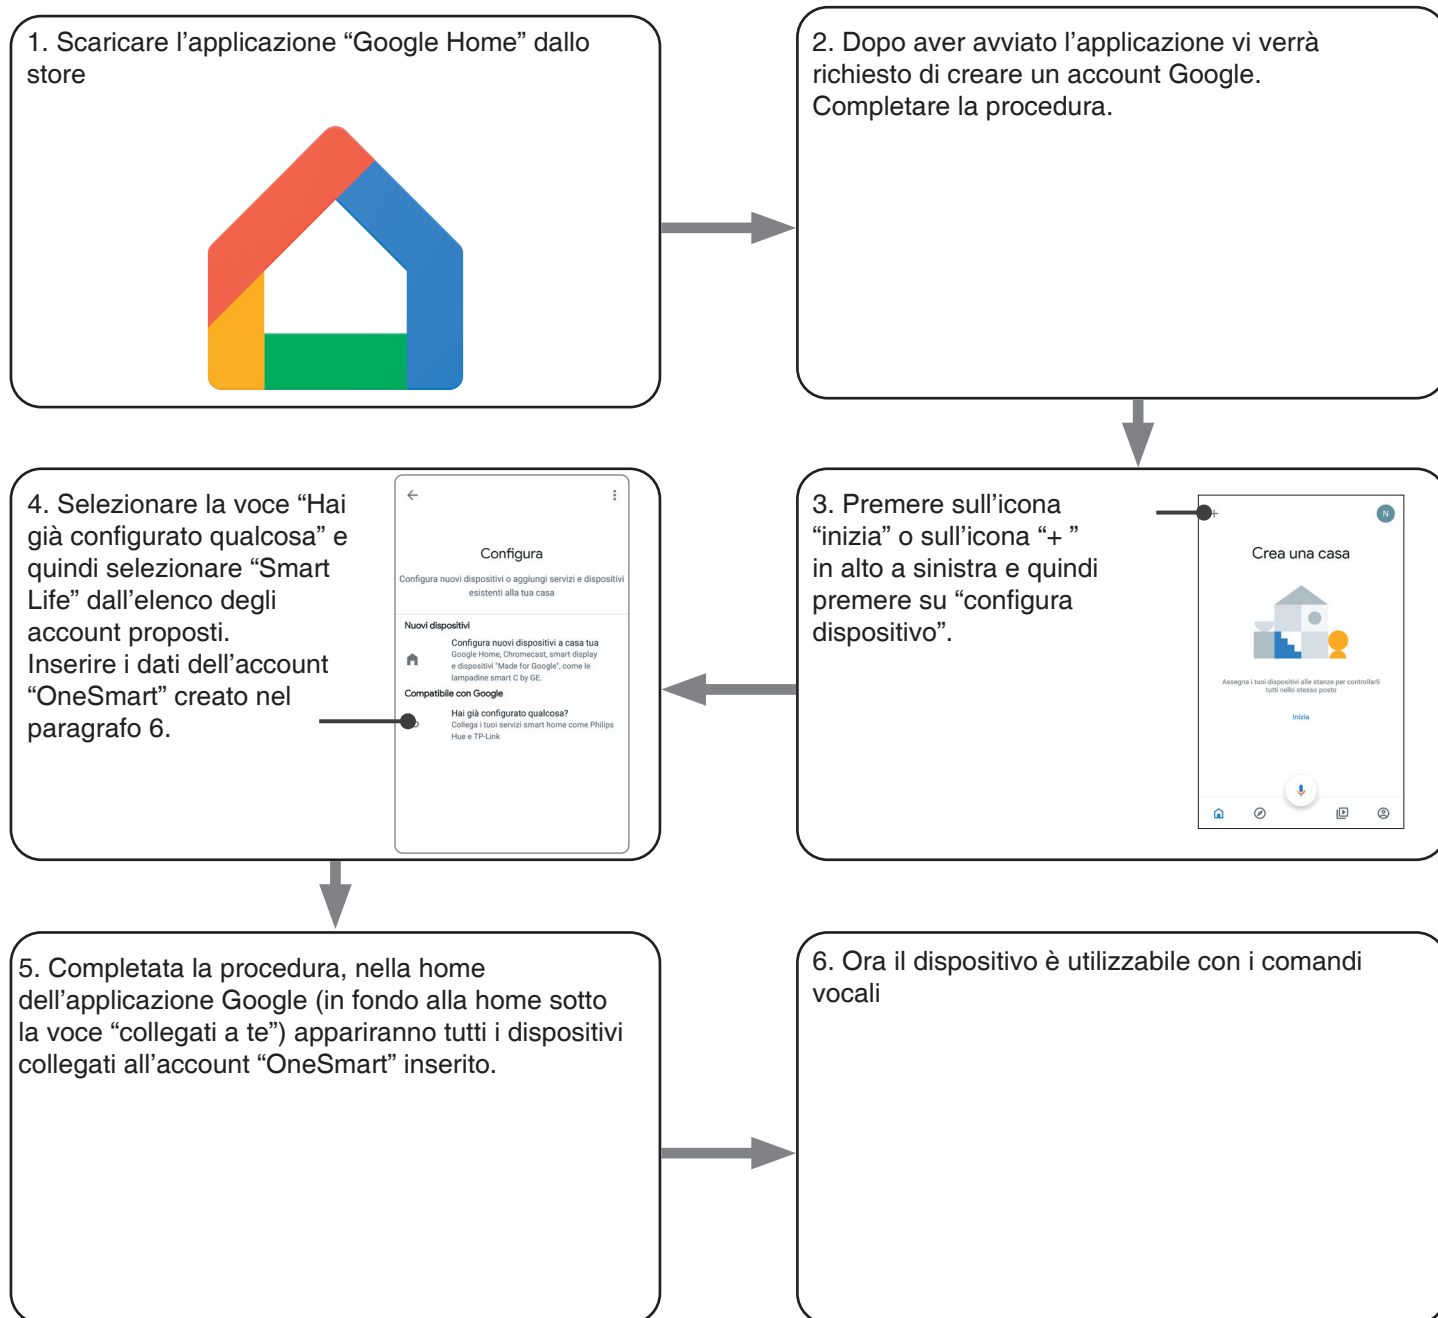 1. Scaricare l’applicazione “Google Home” dallo
store
2. Dopo aver avviato l’applicazione vi verrà
richiesto di creare un account Google.
Completare la procedura.
3. Premere sull’icona
“inizia” o sull’icona “+ ”
in alto a sinistra e quindi
premere su “configura
dispositivo”.
+
N
Crea una casa
Assegna i tuoi dispositivi alle stanze per controllarli
tutti nello stesso posto
Inizia
4. Selezionare la voce “Hai
già configurato qualcosa” e
quindi selezionare “Smart
Life” dall’elenco degli
account proposti.
Inserire i dati dell’account
“OneSmart” creato nel
paragrafo 6.
Configura
Configura nuovi dispositivi o aggiungi servizi e dispositivi
esistenti alla tua casa
Nuovi dispositivi
Configura nuovi dispositivi a casa tua
Google Home, Chromecast, smart display
e dispositivi "Made for Google", come le
lampadine smart C by GE.
Compatibile con Google
Hai già configurato qualcosa?
Collega i tuoi servizi smart home come Philips
Hue e TP-Link
5. Completata la procedura, nella home
dell’applicazione Google (in fondo alla home sotto
la voce “collegati a te”) appariranno tutti i dispositivi
collegati all’account “OneSmart” inserito.
6. Ora il dispositivo è utilizzabile con i comandi
vocali